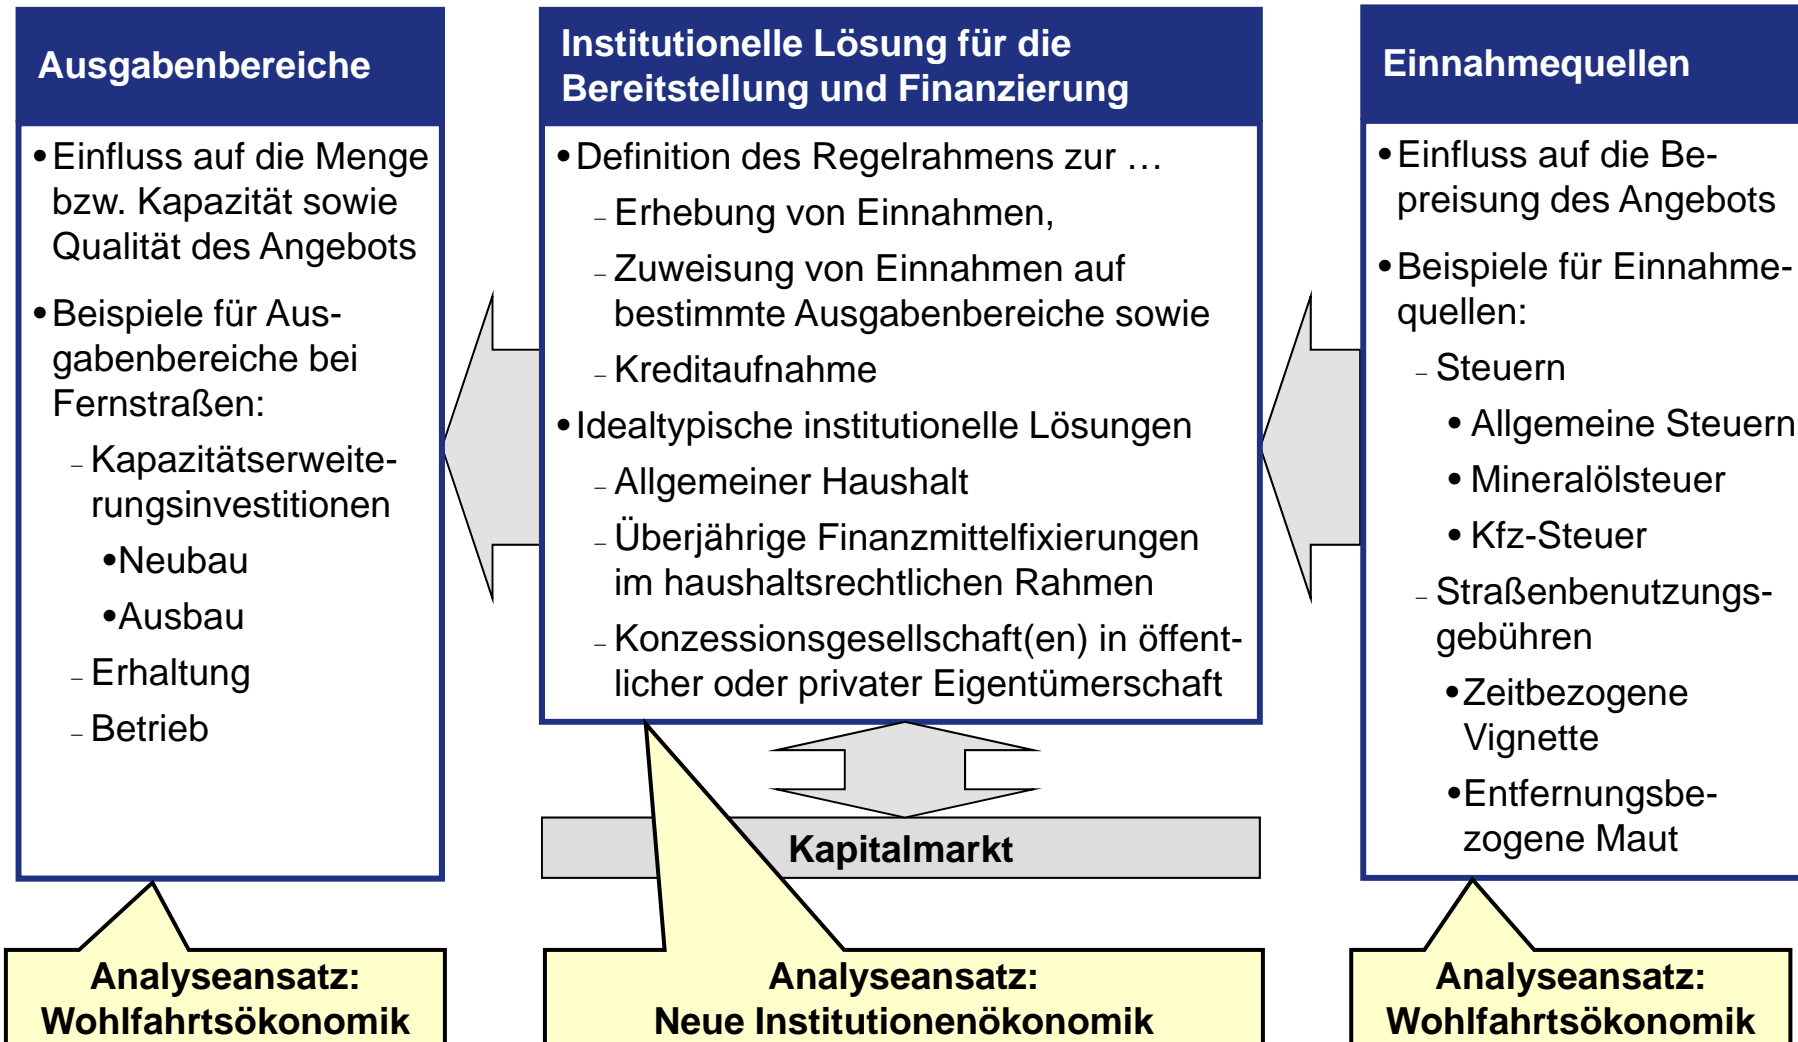 Ausgabenbereiche
• Einfluss auf die Menge
bzw. Kapazität sowie
Qualität des Angebots
• Beispiele für Aus-
gabenbereiche bei
Fernstraßen:
– Kapazitätserweite-
rungsinvestitionen
• Neubau
• Ausbau
– Erhaltung
– Betrieb
Analyseansatz:
Wohlfahrtsökonomik
Institutionelle Lösung für die
Bereitstellung und Finanzierung
• Definition des Regelrahmens zur …
– Erhebung von Einnahmen,
– Zuweisung von Einnahmen auf
bestimmte Ausgabenbereiche sowie
– Kreditaufnahme
• Idealtypische institutionelle Lösungen
– Allgemeiner Haushalt
– Überjährige Finanzmittelfixierungen
im haushaltsrechtlichen Rahmen
– Konzessionsgesellschaft(en) in öffent-
licher oder privater Eigentümerschaft
Kapitalmarkt
Analyseansatz:
Neue Institutionenökonomik
Einnahmequellen
• Einfluss auf die Be-
preisung des Angebots
• Beispiele für Einnahme-
quellen:
– Steuern
• Allgemeine Steuern
• Mineralölsteuer
• Kfz-Steuer
– Straßenbenutzungs-
gebühren
• Zeitbezogene
Vignette
• Entfernungsbe-
zogene Maut
Analyseansatz:
Wohlfahrtsökonomik